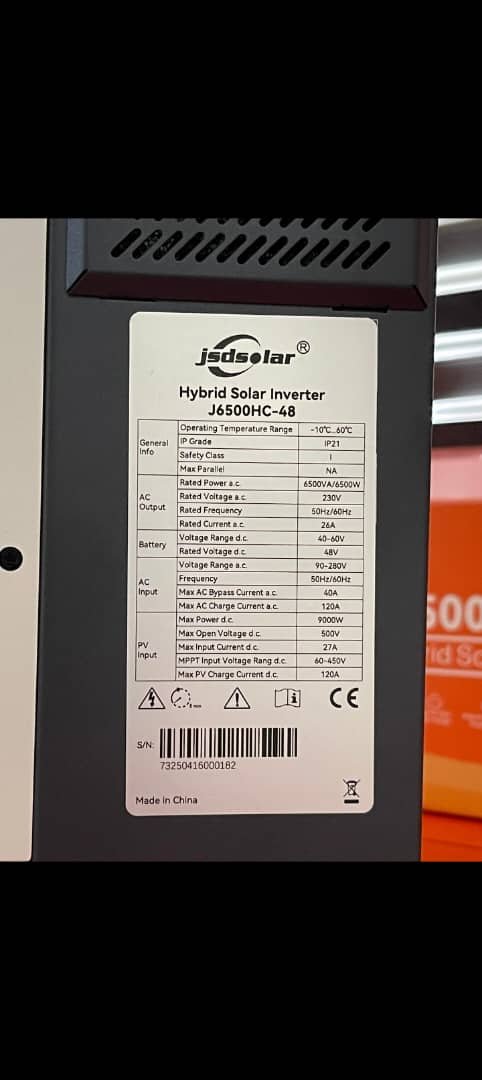 jsdsolar®
Hybrid Solar Inverter
J6500HC-48
General Info
Operating Temperature Range -10℃..60℃
IP Grade IP21
Safety Class I
Max Parallel NA
AC Output
Rated Power a.c. 6500VA/6500W
Rated Voltage a.c. 230V
Rated Frequency 50Hz/60Hz
Rated Current a.c. 26A
Battery
Voltage Range d.c. 40-60V
Rated Voltage d.c. 48V
AC Input
Voltage Range a.c. 90-280V
Frequency 50Hz/60Hz
Max AC Bypass Current a.c. 40A
Max AC Charge Current a.c. 120A
PV Input
Max Power d.c. 9000W
Max Open Voltage d.c. 500V
Max Input Current d.c. 27A
MPPT Input Voltage Rang d.c. 60-450V
Max PV Charge Current d.c. 120A
CE
S/N:
73250416000182
Made in China